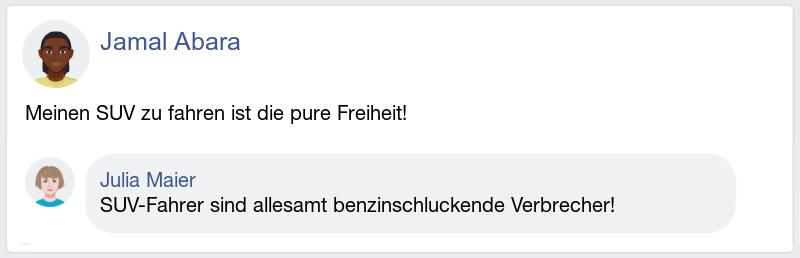 Jamal Abara
Meinen SUV zu fahren ist die pure Freiheit!
Julia Maier
SUV-Fahrer sind allesamt benzinschluckende Verbrecher!